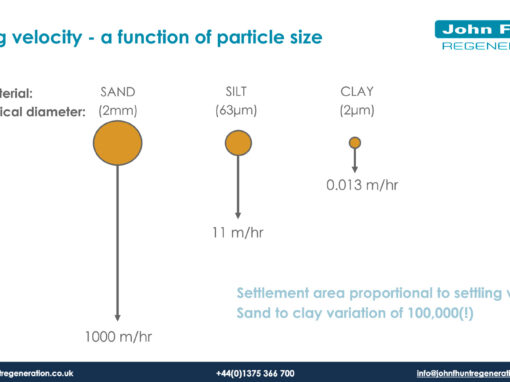 g velocity - a function of particle size
John F
REGENER
terial:
SAND
SILT
CLAY
ical diameter:
(2mm)
(63µm)
(2µm)
0.013 m/hr
11 m/hr
Settlement area proportional to settling v
Sand to clay variation of 100,000(!)
1000 m/hr
ntregeneration.co.uk
+44(0)1375 366 700
info@johnfhuntregeneration